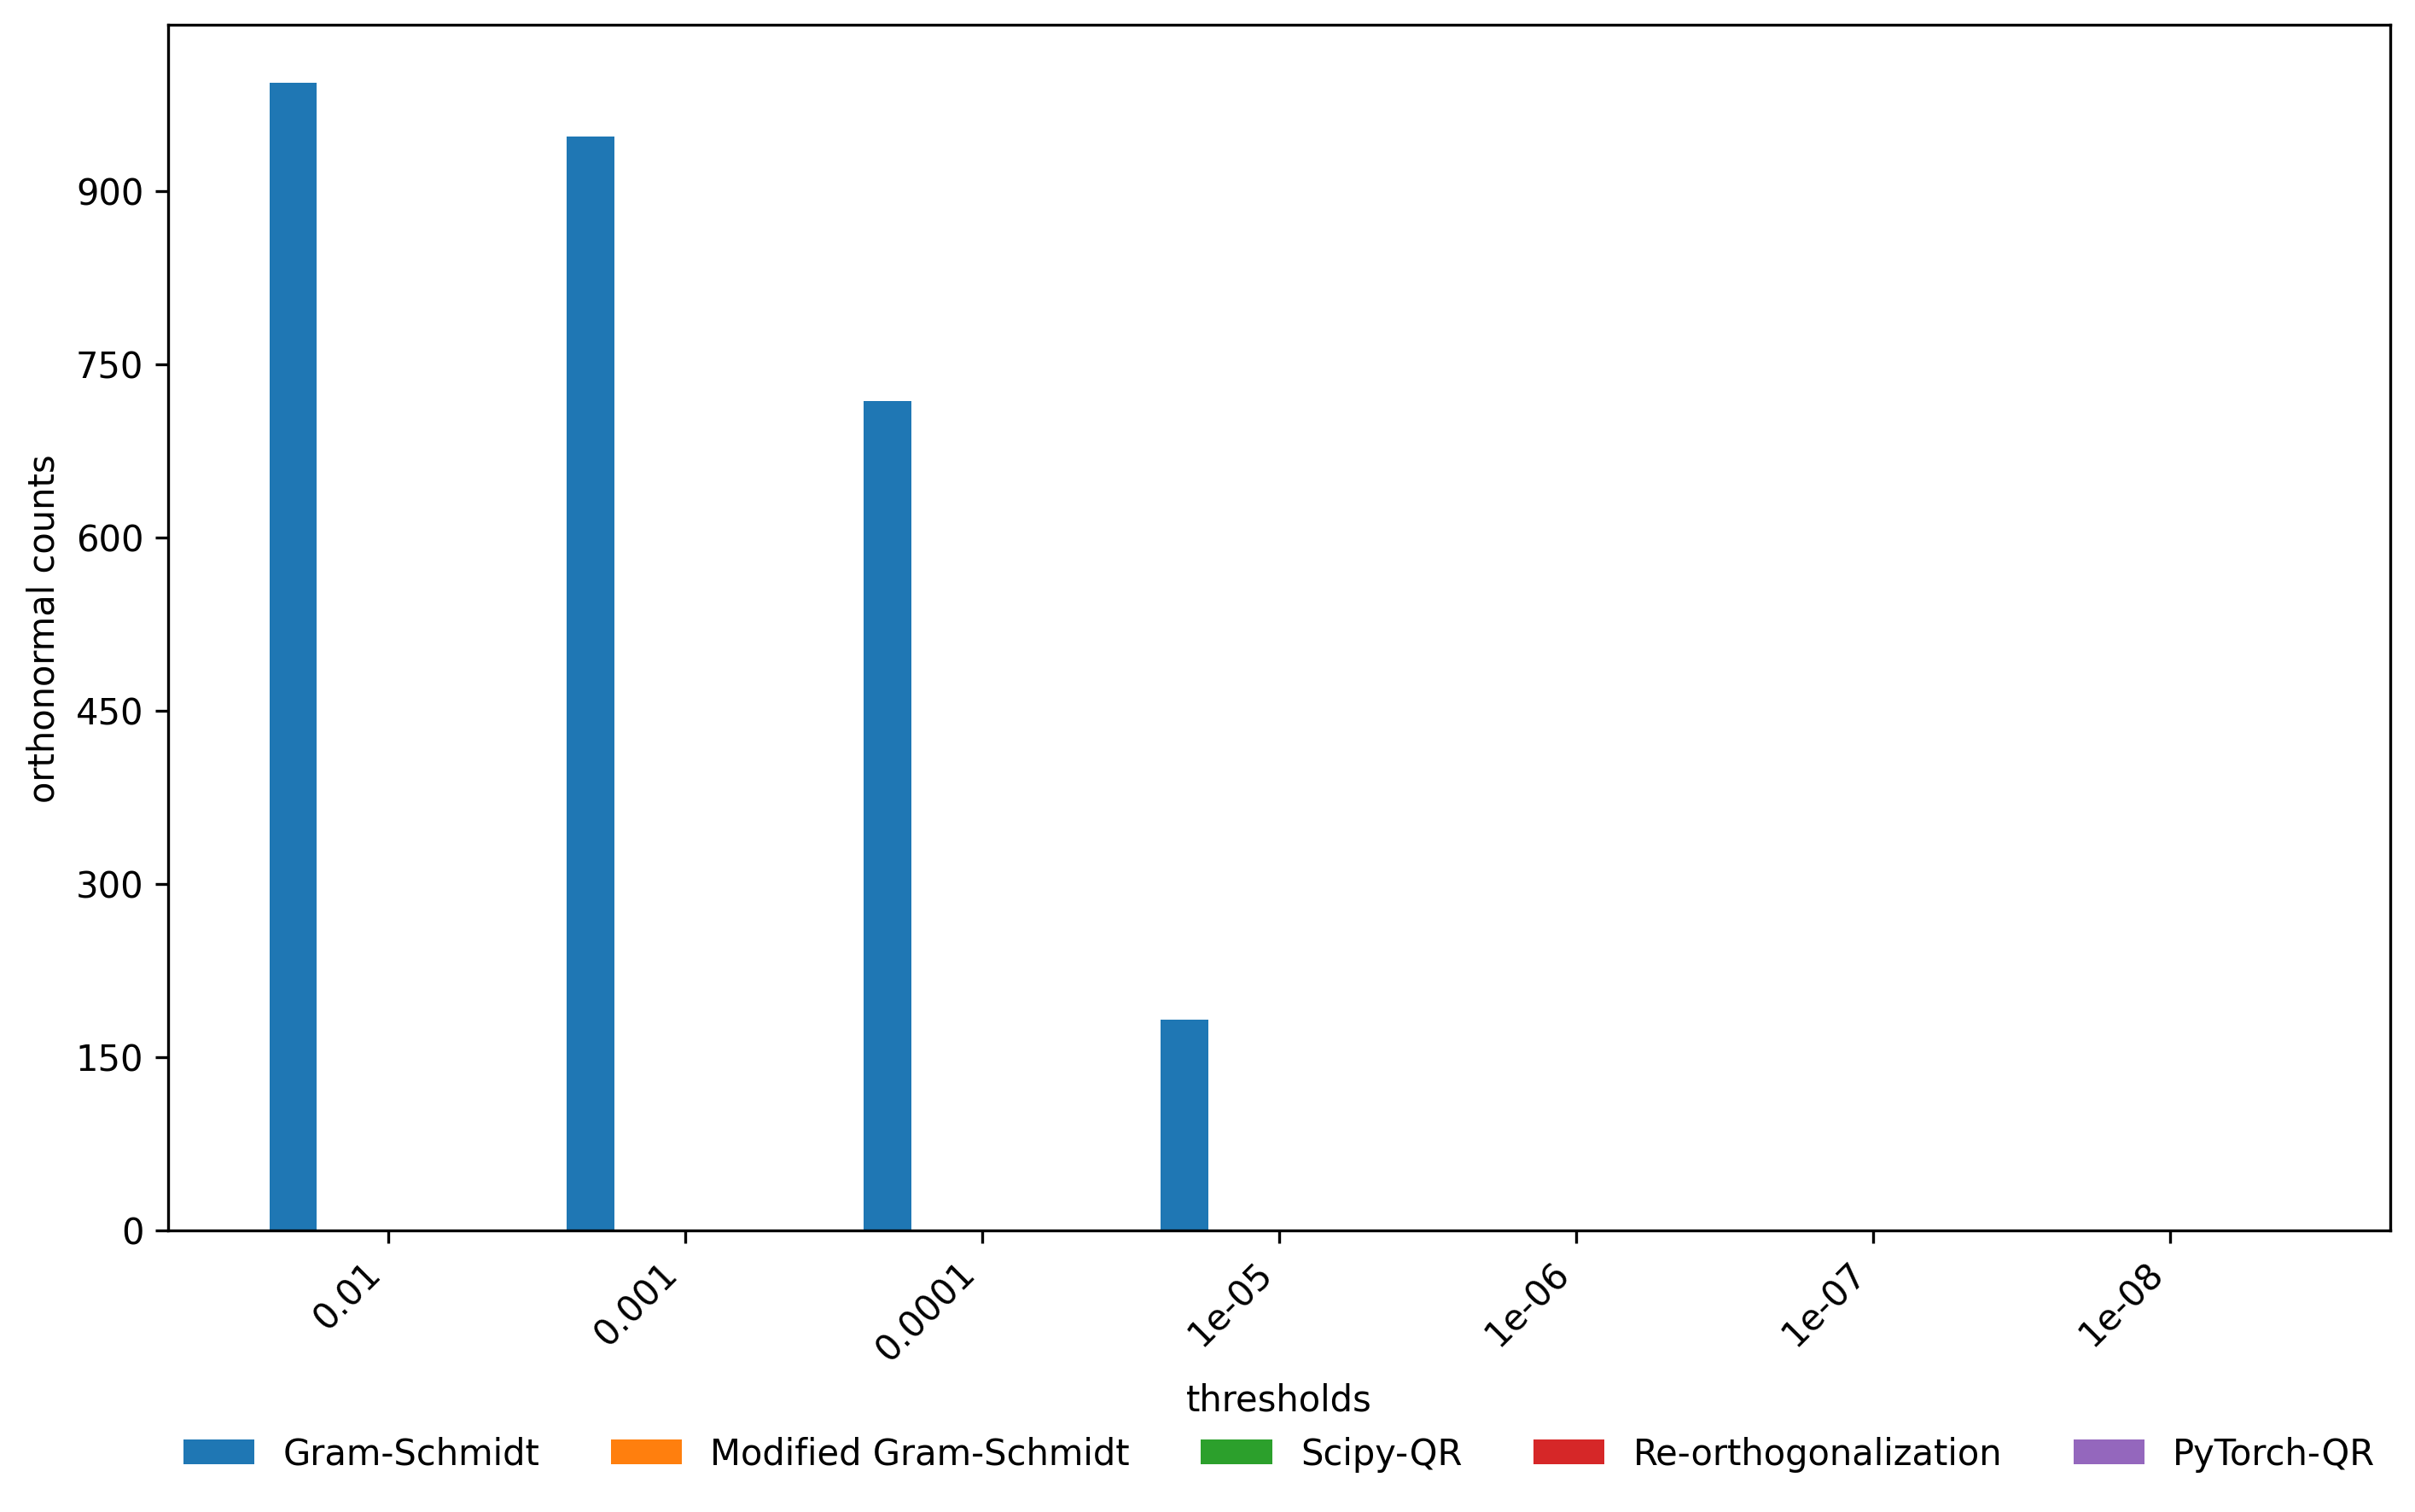 orthonormal counts
900
750
600
450
300
150
0
0.01
0.001
0.0001
1e-05
1e-06
1e-07
1e-08
thresholds
Gram-Schmidt
Modified Gram-Schmidt
Scipy-QR
Re-orthogonalization
PyTorch-QR